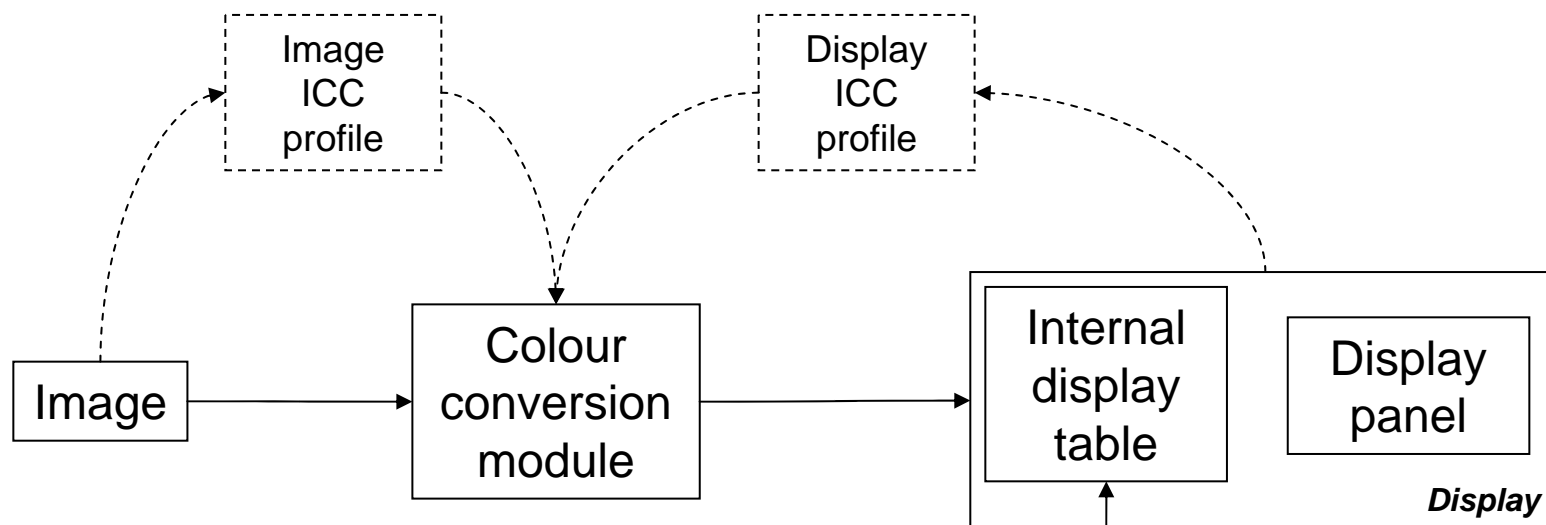 Image
ICC
profile
Display
ICC
profile
Image
Colour
conversion
module
Internal
display
table
Display
panel
Display